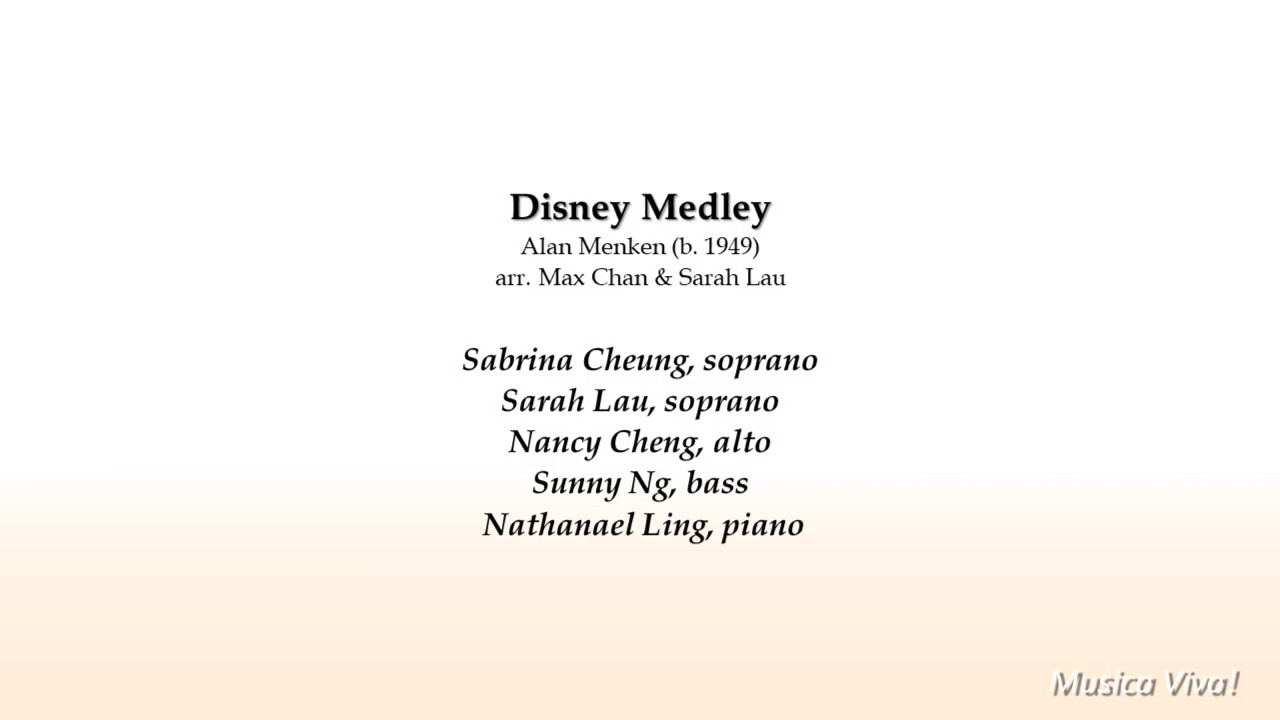 Disney Medley
Alan Menken (b. 1949)
arr. Max Chan & Sarah Lau
Sabrina Cheung, soprano
Sarah Lau, soprano
Nancy Cheng, alto
Sunny Ng, bass
Nathanael Ling, piano
Musica Viva!